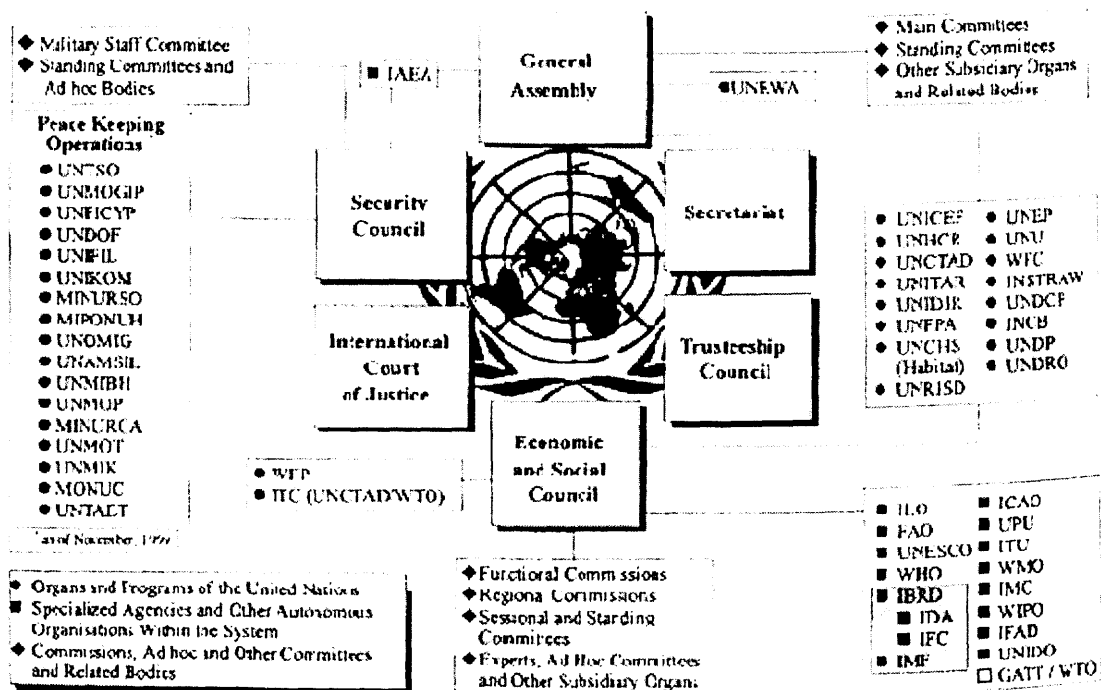 ◆ Military Staff Committee
◆ Standing Committees and
Ad hoc Bodies
■ IAEA
General
Assembly
●UNRWA
◆ Main Committees
◆ Standing Committees
◆ Other Subsidiary Organs
and Related Bodies
Peace Keeping
Operations
● UNTSO
● UNMOGIP
● UNFICYP
● UNDOF
● UNIFIL
● UNIKOM
● MINURSO
● MIPONUH
● UNOMIG
● UNAMSIL
● UNMIBH
● UNMOP
● MINURCA
● UNMOT
● UNMIK
● MONUC
● UNTAET
*as of November, 1999
Security
Council
Secretariat
International
Court
of Justice
Trusteeship
Council
Economic
and Social
Council
● UNICEF
● UNHCR
● UNCTAD
● UNITAR
● UNIDIR
● UNFPA
● UNCHS
(Habitat)
● UNRISD
● UNEP
● UNU
● WFC
● INSTRAW
● UNDCP
● INCB
● UNDP
● UNDRO
● WFP
● ITC (UNCTAD/WTO)
■ ILO
■ FAO
■ UNESCO
■ WHO
■ IBRD
■ IDA
■ IFC
■ IMF
■ ICAO
■ UPU
■ ITU
■ WMO
■ IMC
■ WIPO
■ IFAD
■ UNIDO
□ GATT / WTO
● Organs and Programs of the United Nations
■ Specialized Agencies and Other Autonomous
Organisations Within the System
◆ Commissions, Ad hoc and Other Committees
and Related Bodies
◆Functional Commissions
◆Regional Commissions
◆Sessional and Standing
Committees
◆Experts, Ad Hoc Committees
and Other Subsidiary Organs